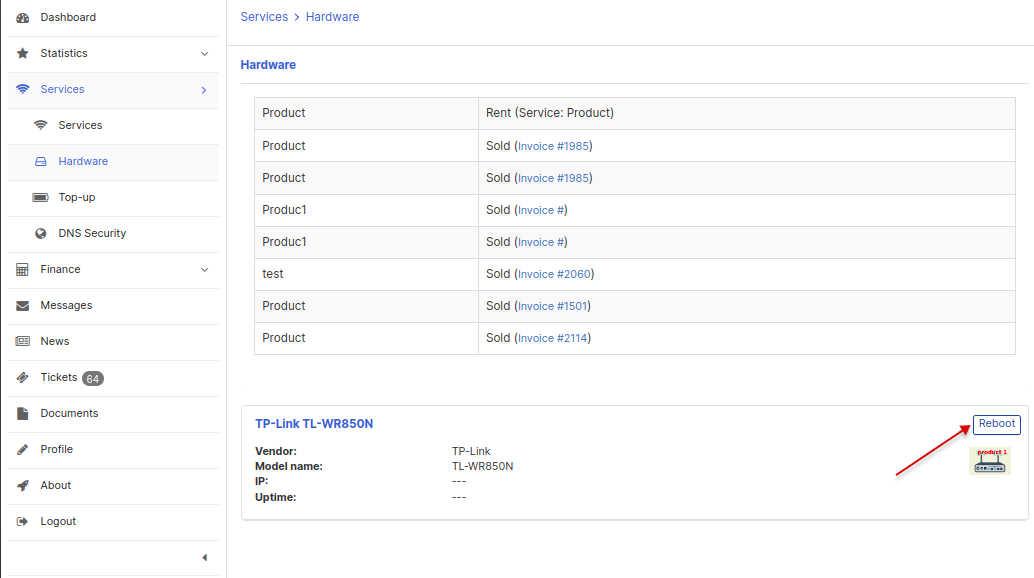 Dashboard
Statistics
Services
Services
Hardware
Top-up
DNS Security
Finance
Messages
News
Tickets 64
Documents
Profile
About
Logout
Services > Hardware
Hardware
Product Rent (Service: Product)
Product Sold (Invoice #1985)
Product Sold (Invoice #1985)
Produc1 Sold (Invoice #)
Produc1 Sold (Invoice #)
test Sold (Invoice #2060)
Product Sold (Invoice #1501)
Product Sold (Invoice #2114)
TP-Link TL-WR850N
Reboot
Vendor: TP-Link
Model name: TL-WR850N
IP: ---
Uptime: ---
product 1